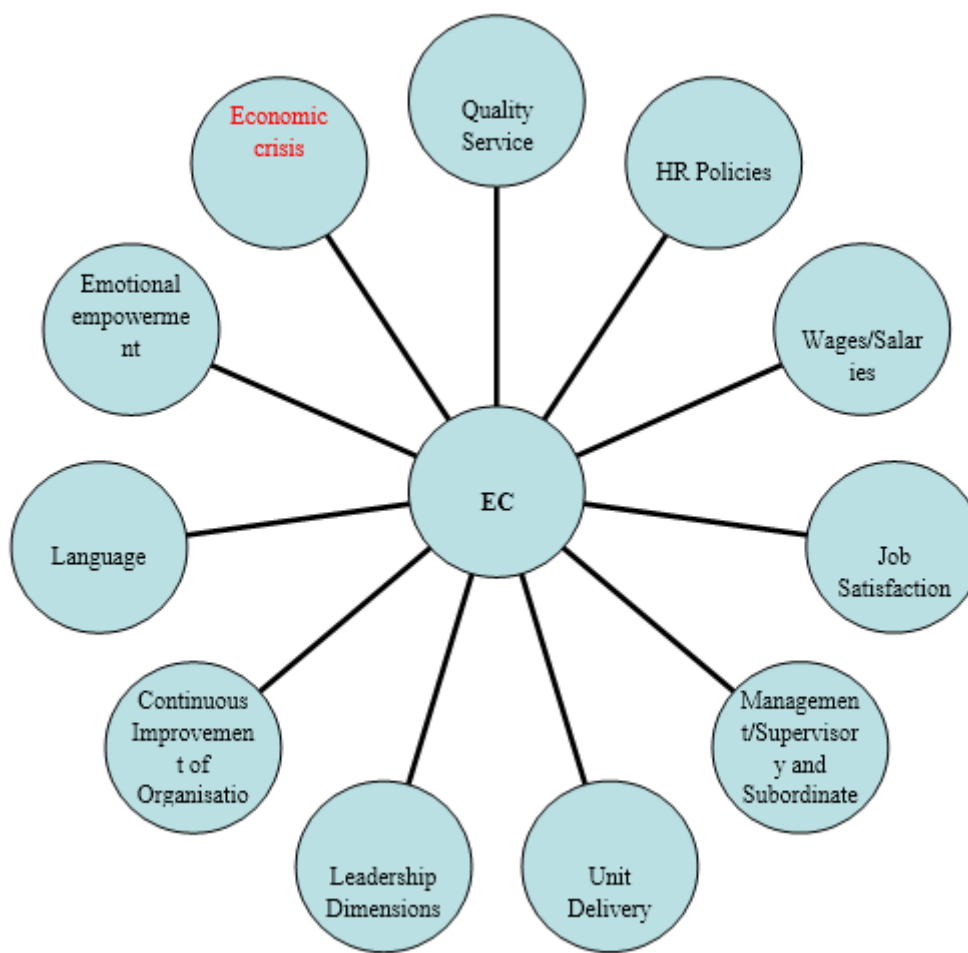 Quality
Service
HR Policies
Wages/Salar
ies
Job
Satisfaction
Managemen
t/Supervisor
y and
Subordinate
Unit
Delivery
Leadership
Dimensions
Continuous
Improvemen
t of
Organisatio
Language
Emotional
empowerme
nt
Economic
crisis
EC